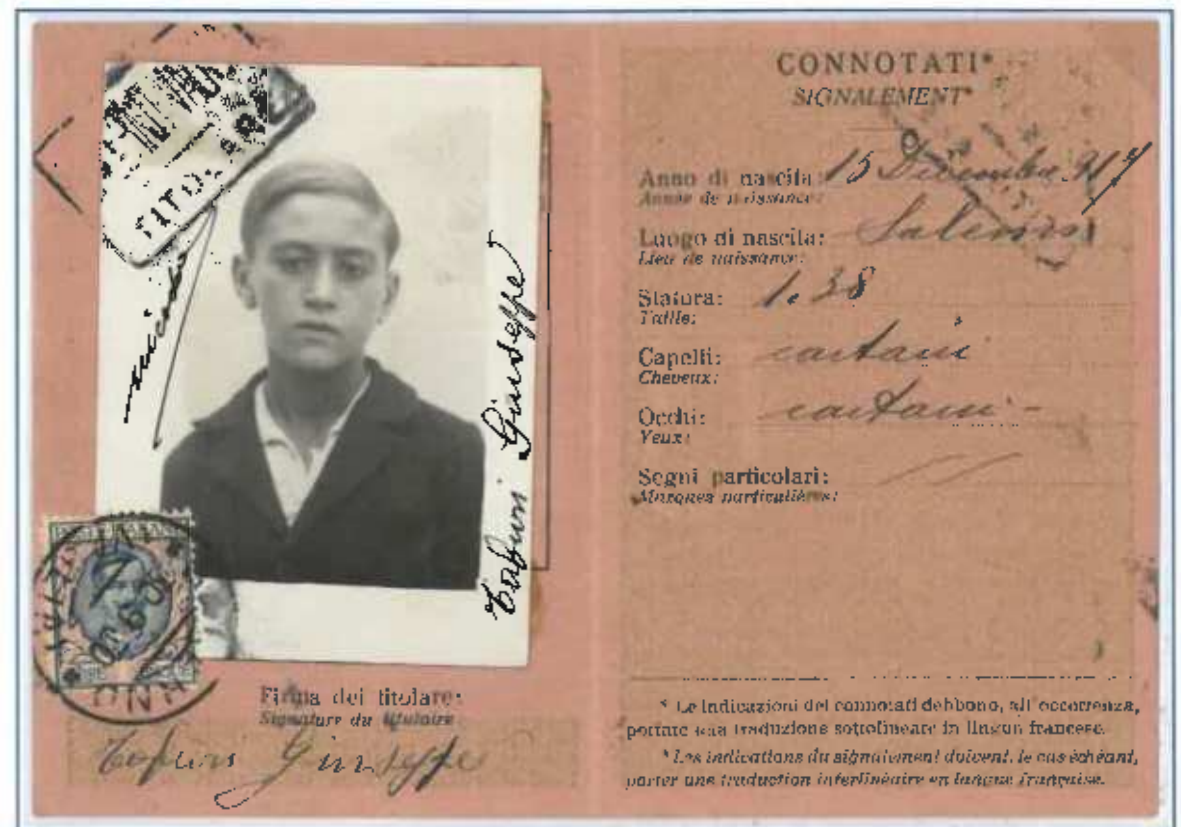 TITO
Giuseppe
Firma del titolare:
Signature du titulaire
Giuseppe
CONNOTATI*
SIGNALEMENT*
Anno di nascita: 15 Dicembre 917
Année de naissance:
Luogo di nascita:
Lieu de naissance:
Statura: 1.38
Taille:
Capelli: castani
Cheveux:
Occhi: castani -
Yeux:
Segni particolari: //
Marques particulières:
* Le indicazioni dei connotati debbono, all'occorrenza,
portare una traduzione sottolineare in lingua francese.
* Les indications du signalement doivent, le cas échéant,
porter une traduction interlinéaire en langue française.